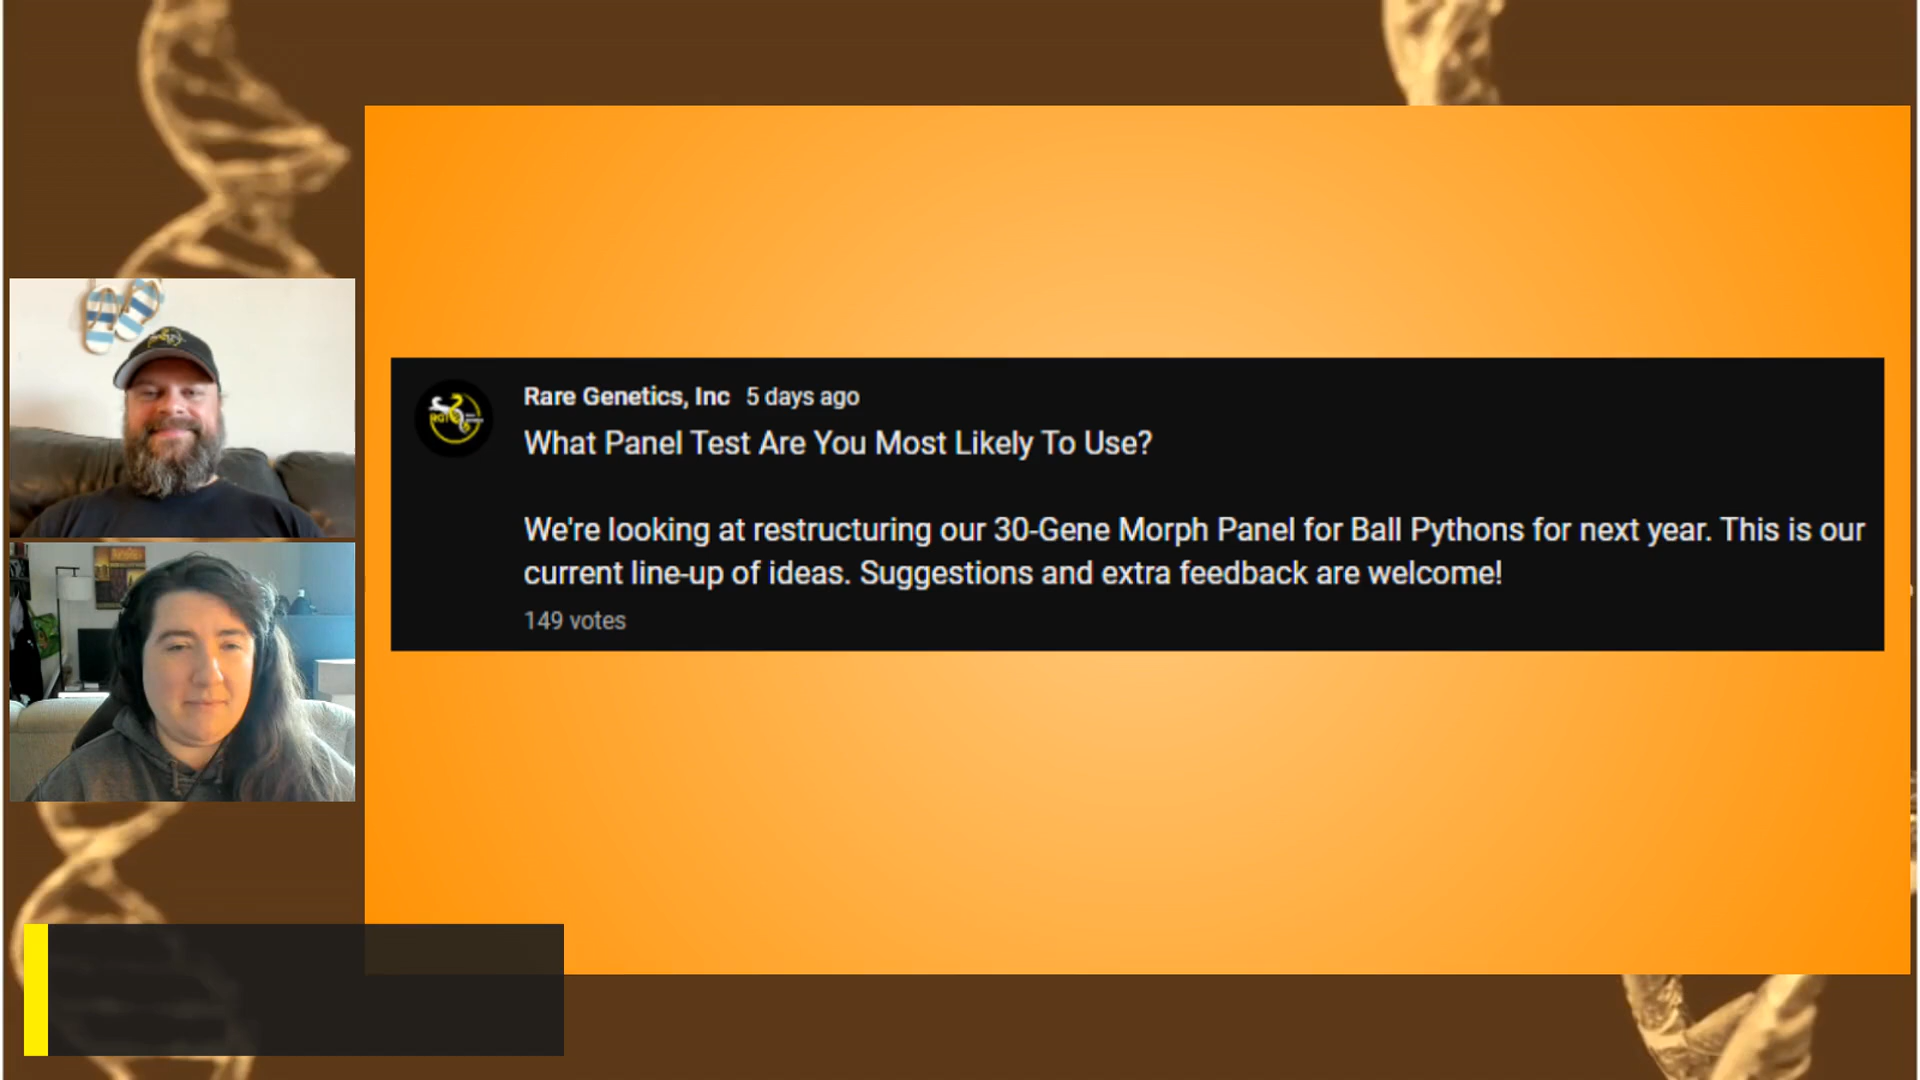 Rare Genetics, Inc 5 days ago
What Panel Test Are You Most Likely To Use?
We're looking at restructuring our 30-Gene Morph Panel for Ball Pythons for next year. This is our
current line-up of ideas. Suggestions and extra feedback are welcome!
149 votes
RGI